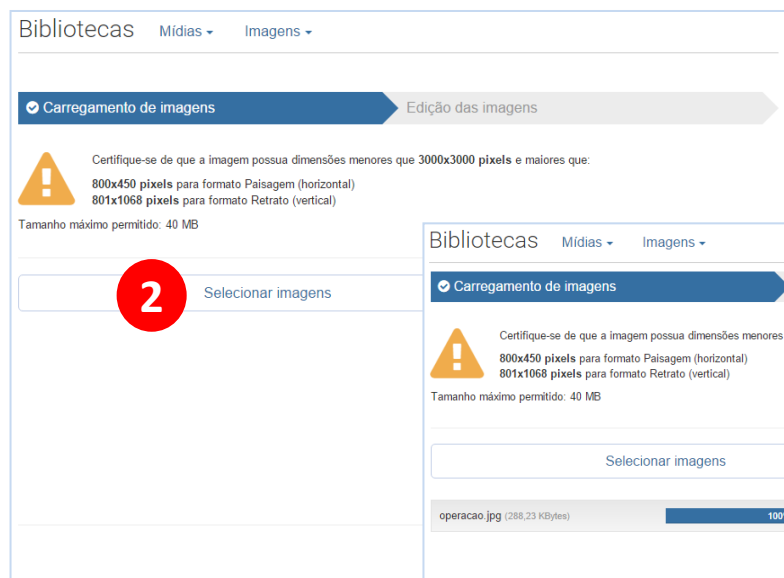 Bibliotecas Mídias Imagens
Carregamento de imagens Edição das imagens
Certifique-se de que a imagem possua dimensões menores que 3000x3000 pixels e maiores que:
800x450 pixels para formato Paisagem (horizontal)
801x1068 pixels para formato Retrato (vertical)
Tamanho máximo permitido: 40 MB
2 Selecionar imagens
Bibliotecas Mídias Imagens
Carregamento de imagens
Certifique-se de que a imagem possua dimensões menores
800x450 pixels para formato Paisagem (horizontal)
801x1068 pixels para formato Retrato (vertical)
Tamanho máximo permitido: 40 MB
Selecionar imagens
operacao.jpg (288,23 KBytes) 100%